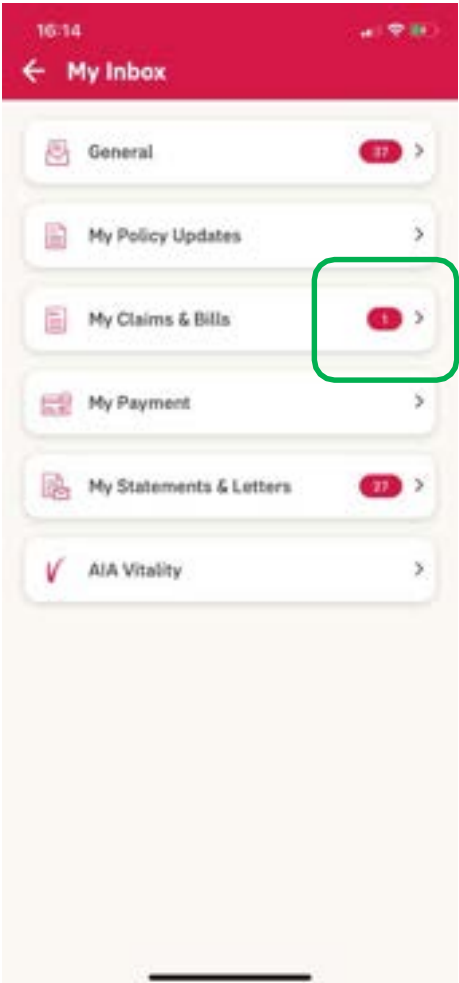 16:14
My Inbox
General 37
My Policy Updates
My Claims & Bills 1
My Payment
My Statements & Letters
AIA Vitality